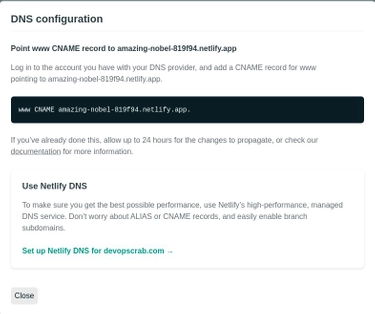 DNS configuration
Point www CNAME record to amazing-nobel-819f94.netlify.app
Log in to the account you have with your DNS provider, and add a CNAME record for www
pointing to amazing-nobel-819f94.netlify.app.
www CNAME amazing-nobel-819f94.netlify.app.
If you've already done this, allow up to 24 hours for the changes to propagate, or check our
documentation for more information.
Use Netlify DNS
To make sure you get the best possible performance, use Netlify's high-performance, managed
DNS service. Don't worry about ALIAS or CNAME records, and easily enable branch
subdomains.
Set up Netlify DNS for devopscrab.com →
Close